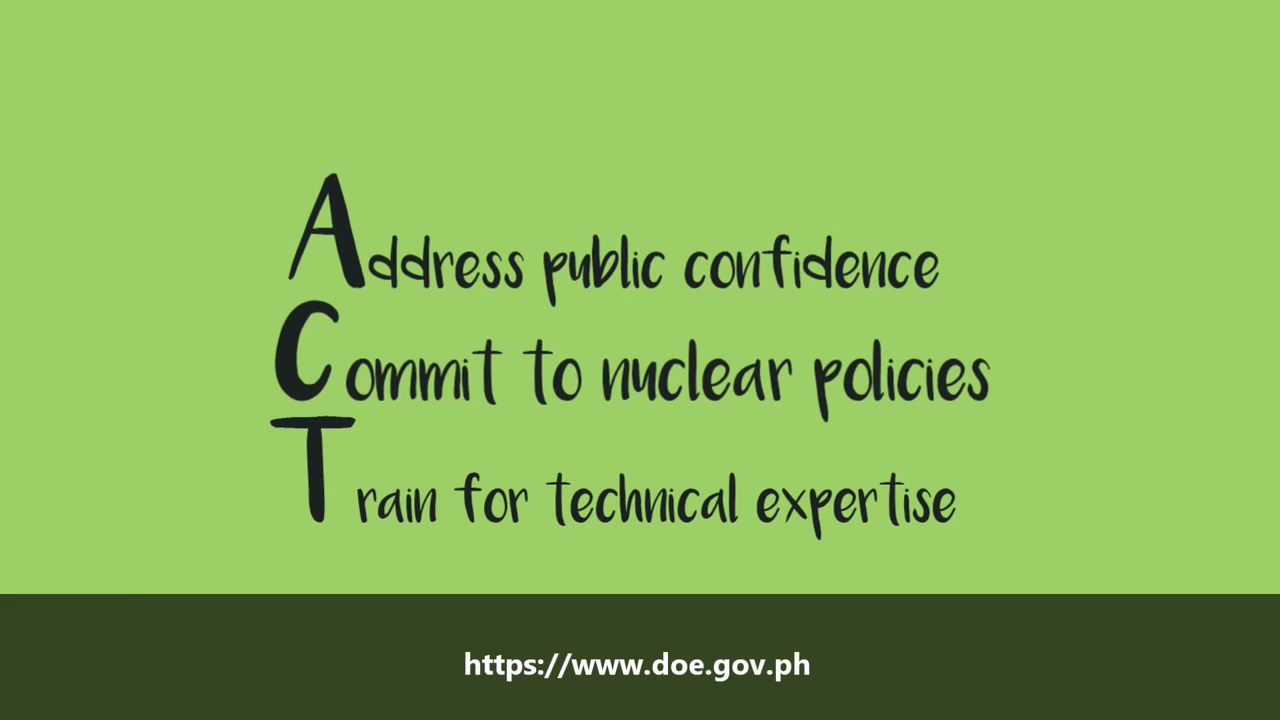 Address public confidence
Commit to nuclear policies
Train for technical expertise
https://www.doe.gov.ph